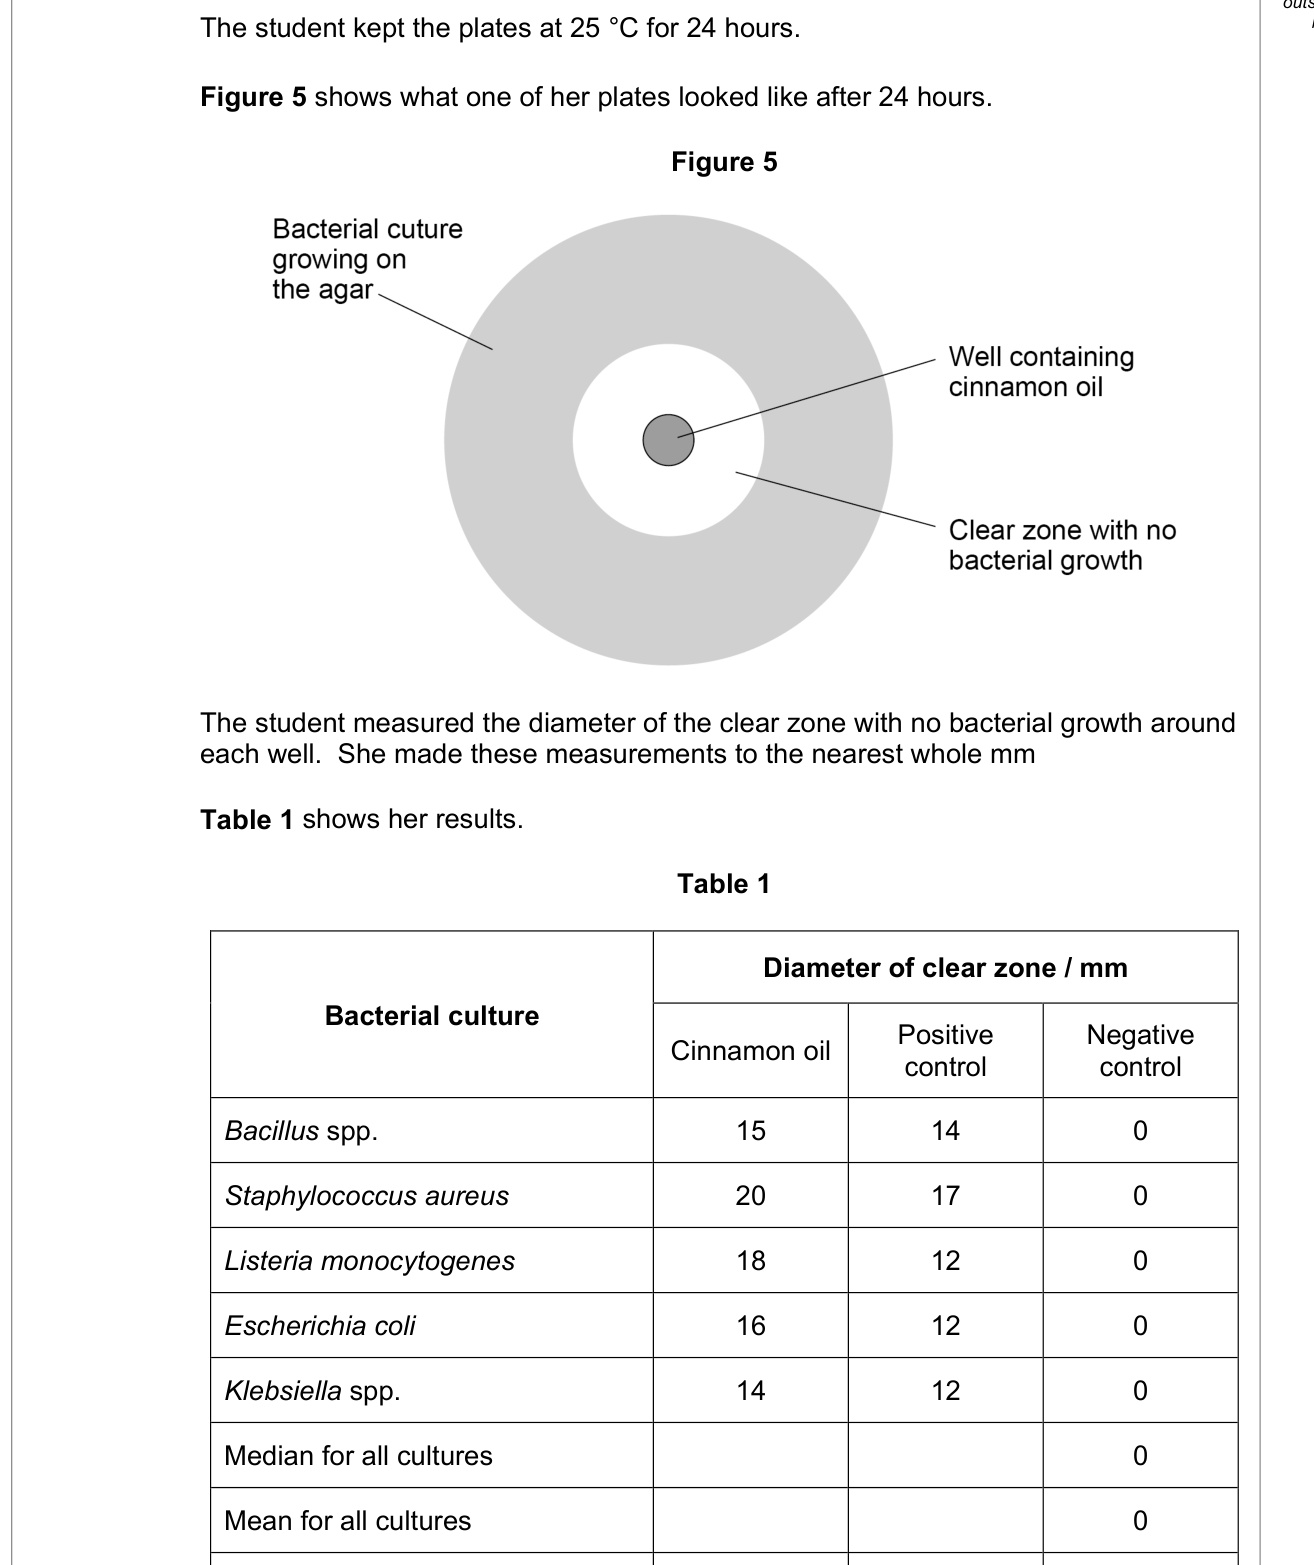 outs
The student kept the plates at 25 °C for 24 hours.
Figure 5 shows what one of her plates looked like after 24 hours.
Figure 5
Bacterial cuture
growing on
the agar
Well containing
cinnamon oil
Clear zone with no
bacterial growth
The student measured the diameter of the clear zone with no bacterial growth around
each well. She made these measurements to the nearest whole mm
Table 1 shows her results.
Table 1
Bacterial culture
Diameter of clear zone / mm
Cinnamon oil
Positive
control
Negative
control
Bacillus spp. 15 14 0
Staphylococcus aureus 20 17 0
Listeria monocytogenes 18 12 0
Escherichia coli 16 12 0
Klebsiella spp. 14 12 0
Median for all cultures 0
Mean for all cultures 0